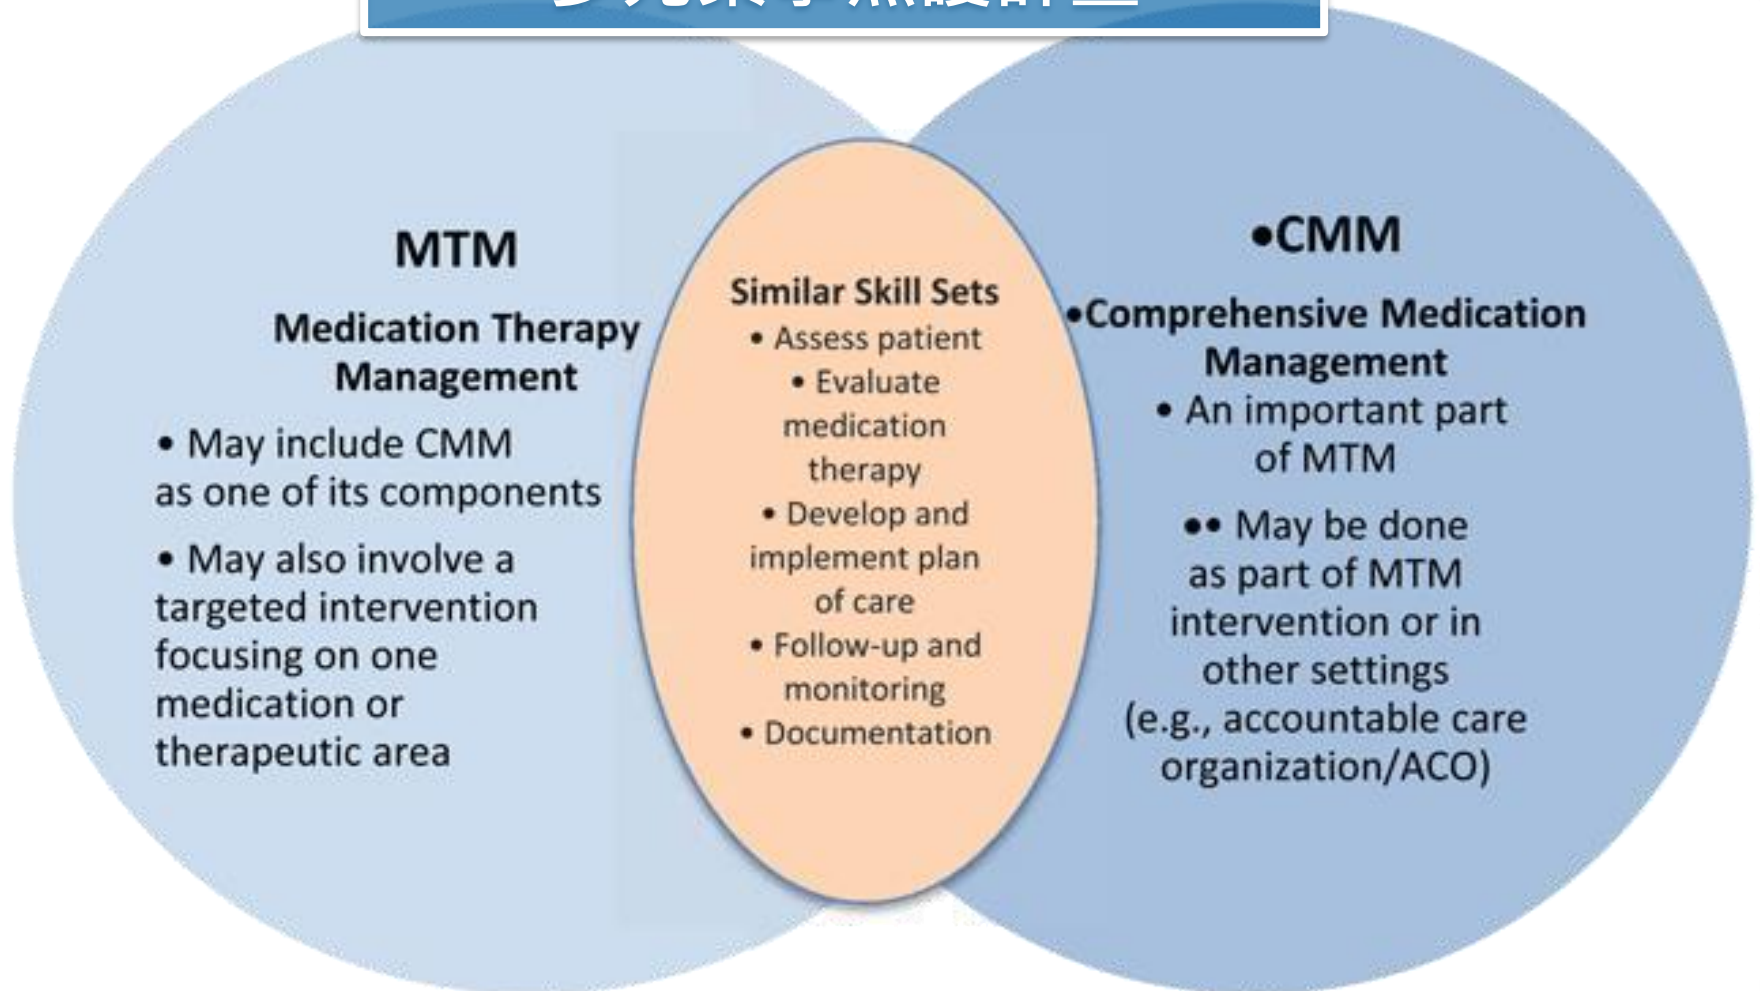 MTM
Medication Therapy
Management
• May include CMM
as one of its components
• May also involve a
targeted intervention
focusing on one
medication or
therapeutic area
Similar Skill Sets
• Assess patient
• Evaluate
medication
therapy
• Develop and
implement plan
of care
• Follow-up and
monitoring
• Documentation
•CMM
•Comprehensive Medication
Management
• An important part
of MTM
•• May be done
as part of MTM
intervention or in
other settings
(e.g., accountable care
organization/ACO)